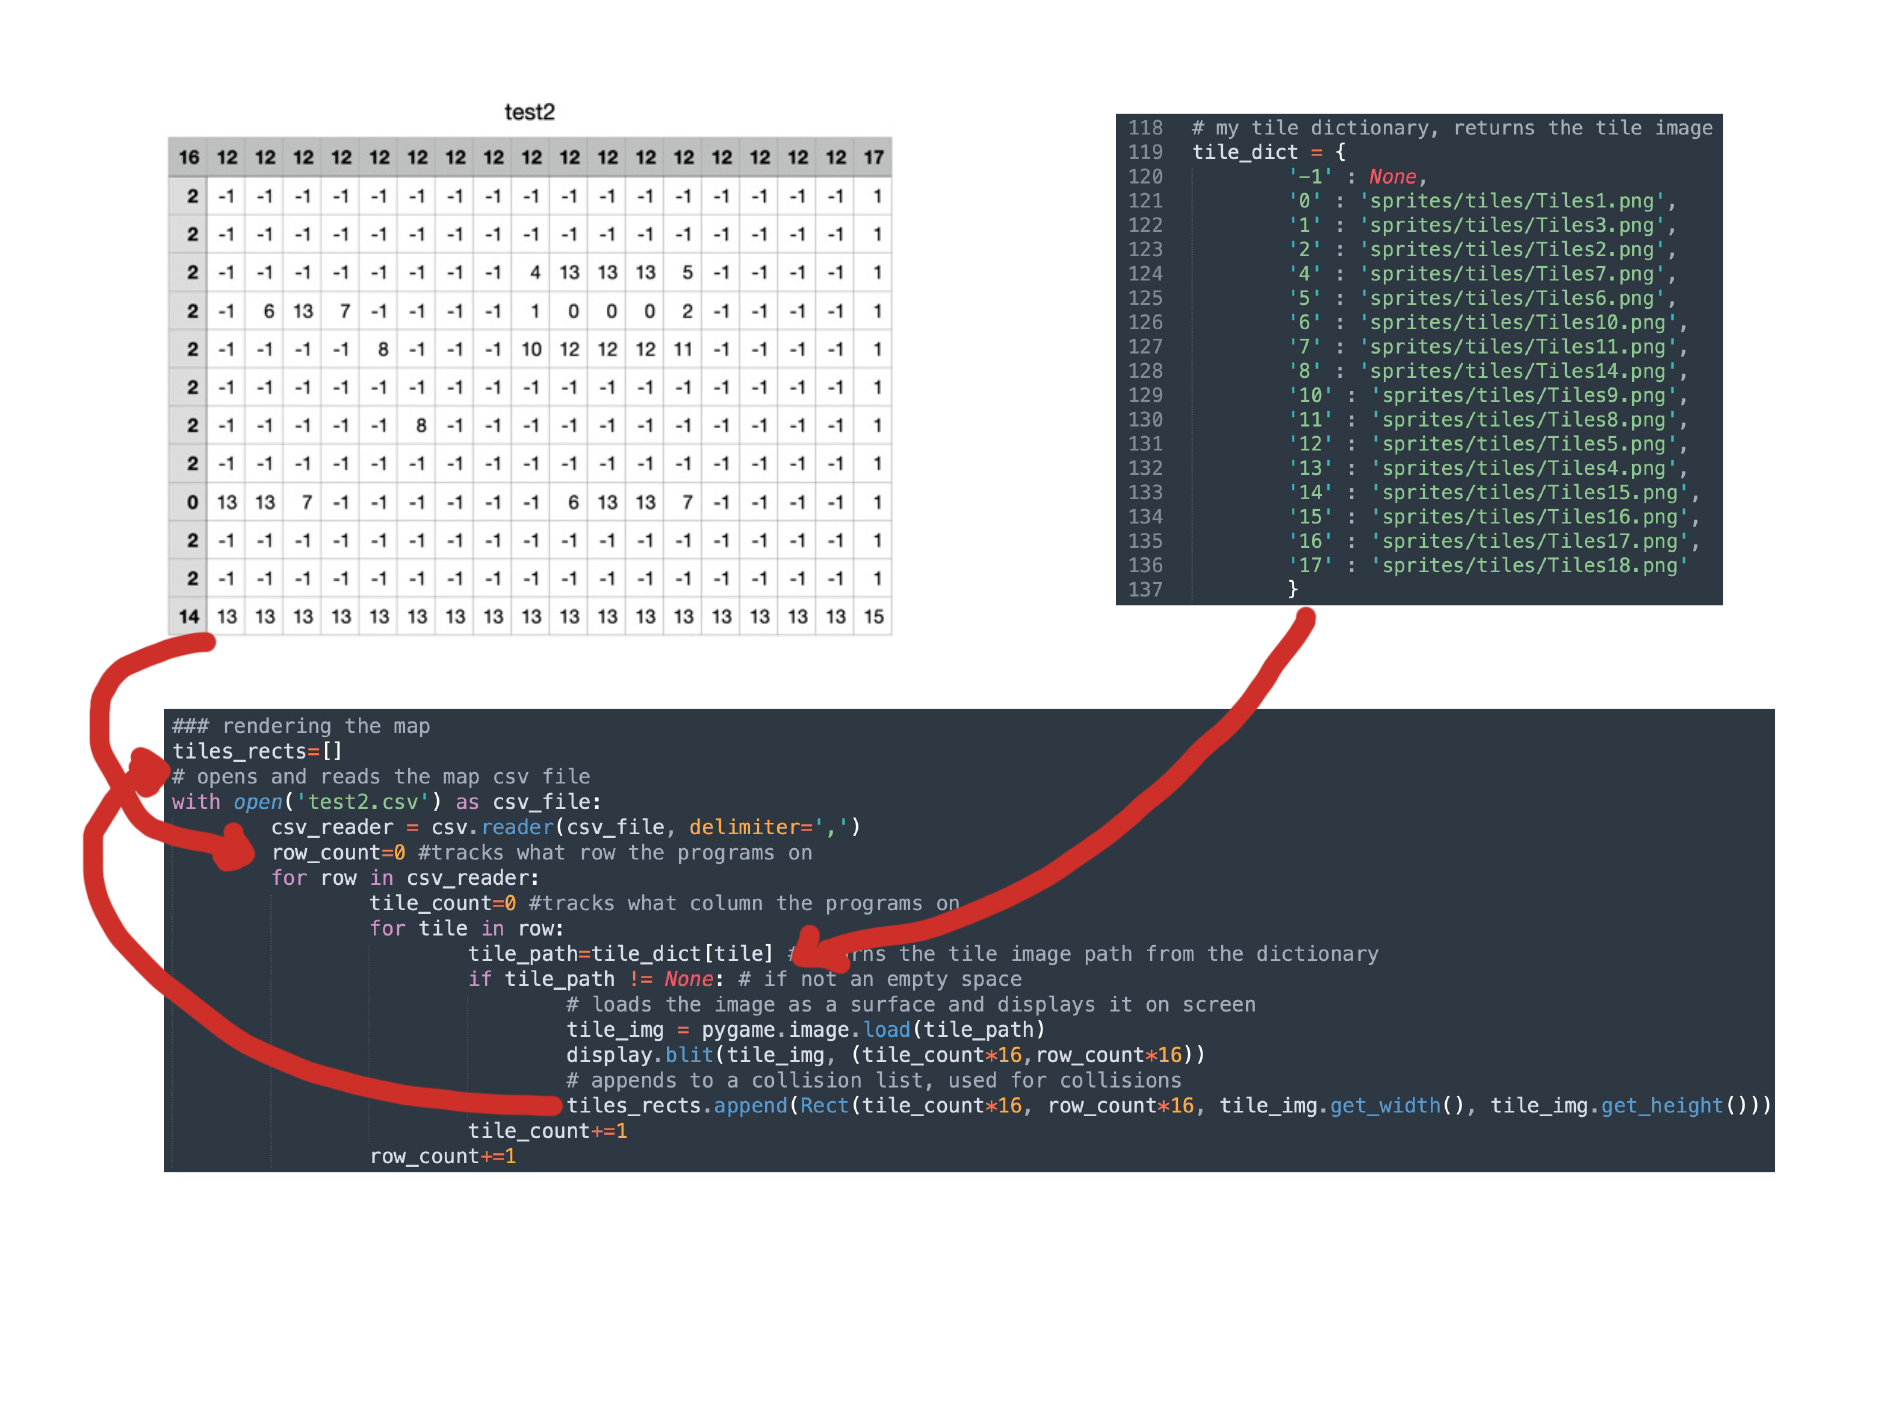 test2
16 12 12 12 12 12 12 12 12 12 12 12 12 12 12 12 12 12 17
2 -1 -1 -1 -1 -1 -1 -1 -1 -1 -1 -1 -1 -1 -1 -1 -1 -1 1
2 -1 -1 -1 -1 -1 -1 -1 -1 -1 -1 -1 -1 -1 -1 -1 -1 -1 1
2 -1 -1 -1 -1 -1 -1 -1 -1 4 13 13 13 5 -1 -1 -1 -1 1
2 -1 6 13 7 -1 -1 -1 -1 1 0 0 0 2 -1 -1 -1 -1 1
2 -1 -1 -1 -1 8 -1 -1 -1 10 12 12 12 11 -1 -1 -1 -1 1
2 -1 -1 -1 -1 -1 -1 -1 -1 -1 -1 -1 -1 -1 -1 -1 -1 -1 1
2 -1 -1 -1 -1 -1 8 -1 -1 -1 -1 -1 -1 -1 -1 -1 -1 -1 1
2 -1 -1 -1 -1 -1 -1 -1 -1 -1 -1 -1 -1 -1 -1 -1 -1 -1 1
0 13 13 7 -1 -1 -1 -1 -1 -1 6 13 13 7 -1 -1 -1 -1 1
2 -1 -1 -1 -1 -1 -1 -1 -1 -1 -1 -1 -1 -1 -1 -1 -1 -1 1
2 -1 -1 -1 -1 -1 -1 -1 -1 -1 -1 -1 -1 -1 -1 -1 -1 -1 1
14 13 13 13 13 13 13 13 13 13 13 13 13 13 13 13 13 13 15
118 # my tile dictionary, returns the tile image
119 tile_dict = {
120 '-1' : None,
121 '0' : 'sprites/tiles/Tiles1.png',
122 '1' : 'sprites/tiles/Tiles3.png',
123 '2' : 'sprites/tiles/Tiles2.png',
124 '4' : 'sprites/tiles/Tiles7.png',
125 '5' : 'sprites/tiles/Tiles6.png',
126 '6' : 'sprites/tiles/Tiles10.png',
127 '7' : 'sprites/tiles/Tiles11.png',
128 '8' : 'sprites/tiles/Tiles14.png',
129 '10' : 'sprites/tiles/Tiles9.png',
130 '11' : 'sprites/tiles/Tiles8.png',
131 '12' : 'sprites/tiles/Tiles5.png',
132 '13' : 'sprites/tiles/Tiles4.png',
133 '14' : 'sprites/tiles/Tiles15.png',
134 '15' : 'sprites/tiles/Tiles16.png',
135 '16' : 'sprites/tiles/Tiles17.png',
136 '17' : 'sprites/tiles/Tiles18.png'
137 }
### rendering the map
tiles_rects=[]
# opens and reads the map csv file
with open('test2.csv') as csv_file:
csv_reader = csv.reader(csv_file, delimiter=',')
row_count=0 #tracks what row the programs on
for row in csv_reader:
tile_count=0 #tracks what column the programs on
for tile in row:
tile_path=tile_dict[tile] # the tile image path from the dictionary
if tile_path != None: # if not an empty space
# loads the image as a surface and displays it on screen
tile_img = pygame.image.load(tile_path)
display.blit(tile_img, (tile_count*16,row_count*16))
# appends to a collision list, used for collisions
tiles_rects.append(Rect(tile_count*16, row_count*16, tile_img.get_width(), tile_img.get_height()))
tile_count+=1
row_count+=1